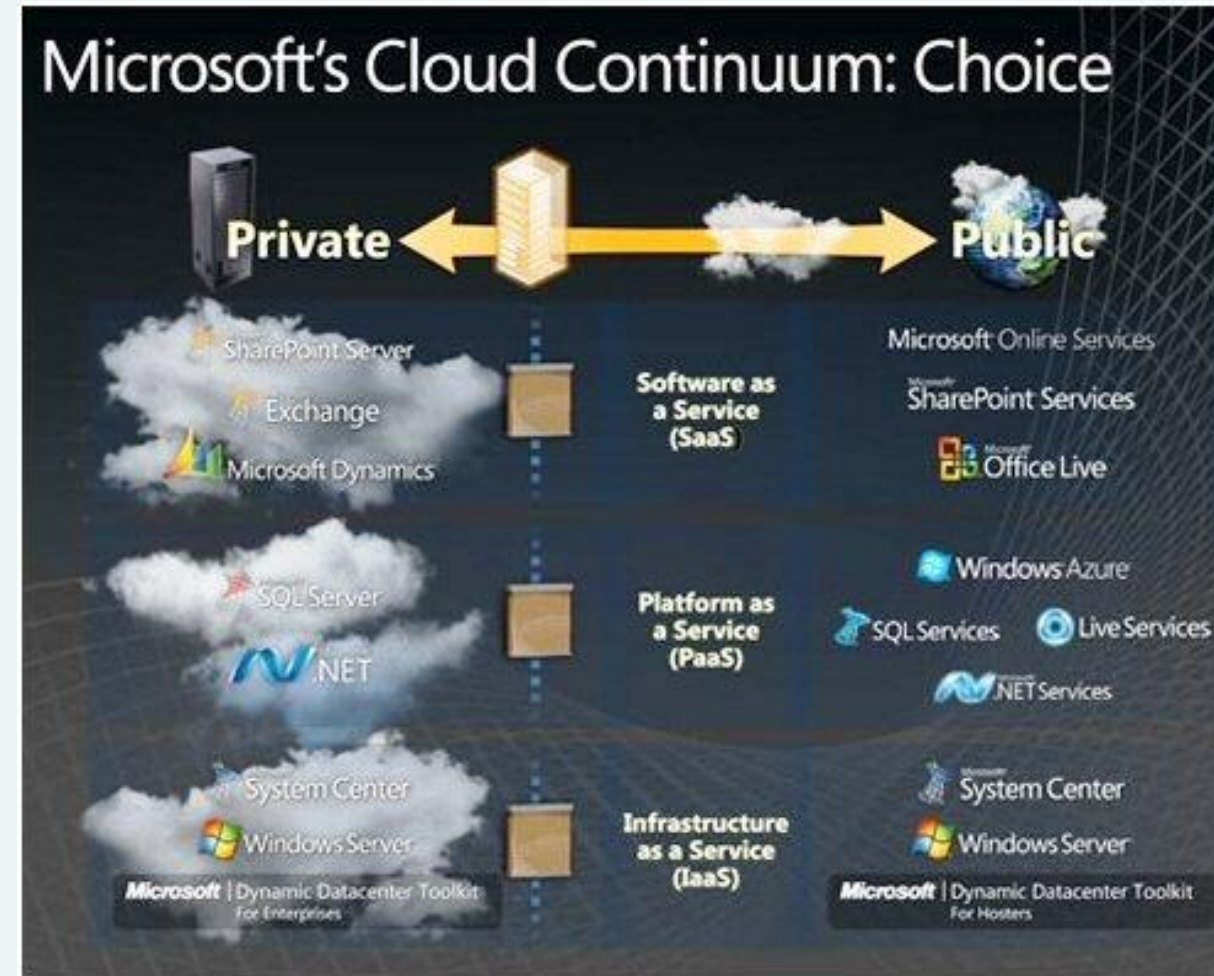 Microsoft's Cloud Continuum: Choice
Private
Public
SharePoint Server
Exchange
Microsoft Dynamics
Software as
a Service
(SaaS)
Microsoft Online Services
Microsoft
SharePoint Services
Microsoft
Office Live
SQL Server
.NET
Platform as
a Service
(PaaS)
Windows Azure
SQL Services
Live Services
.NET Services
System Center
Windows Server
Microsoft | Dynamic Datacenter Toolkit
For Enterprises
Infrastructure
as a Service
(IaaS)
Microsoft
System Center
Windows Server
Microsoft | Dynamic Datacenter Toolkit
For Hosters